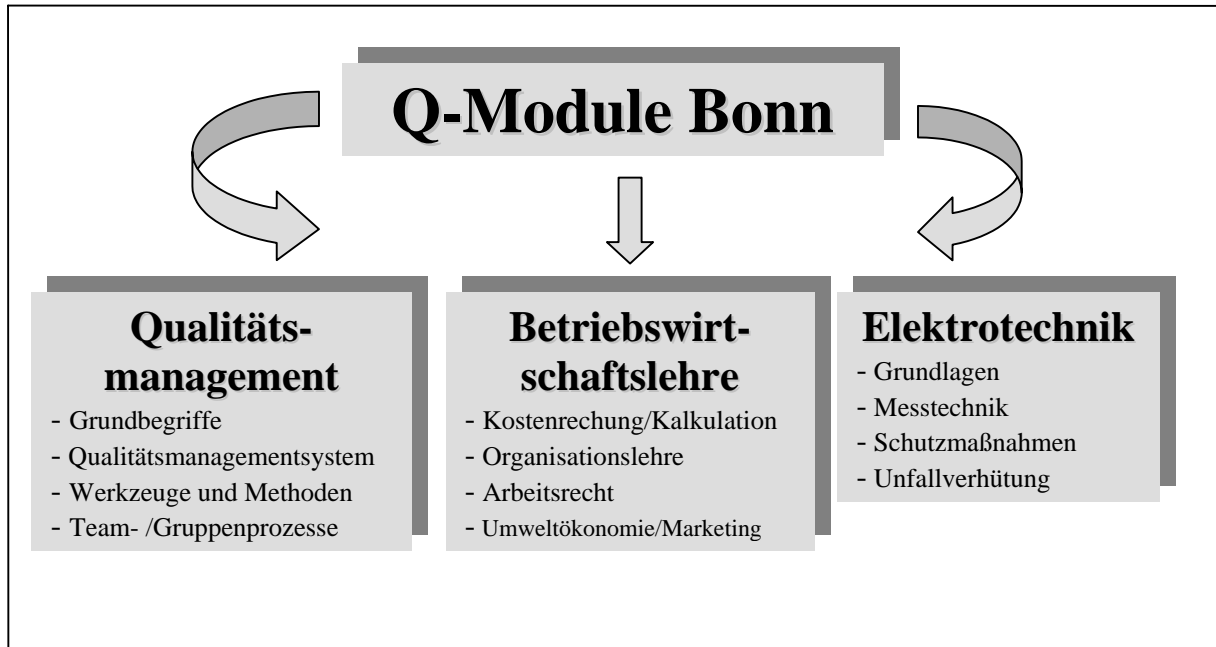 Q-Module Bonn
Qualitäts-
management
- Grundbegriffe
- Qualitätsmanagementsystem
- Werkzeuge und Methoden
- Team- /Gruppenprozesse
Betriebswirt-
schaftslehre
- Kostenrechung/Kalkulation
- Organisationslehre
- Arbeitsrecht
- Umweltökonomie/Marketing
Elektrotechnik
- Grundlagen
- Messtechnik
- Schutzmaßnahmen
- Unfallverhütung